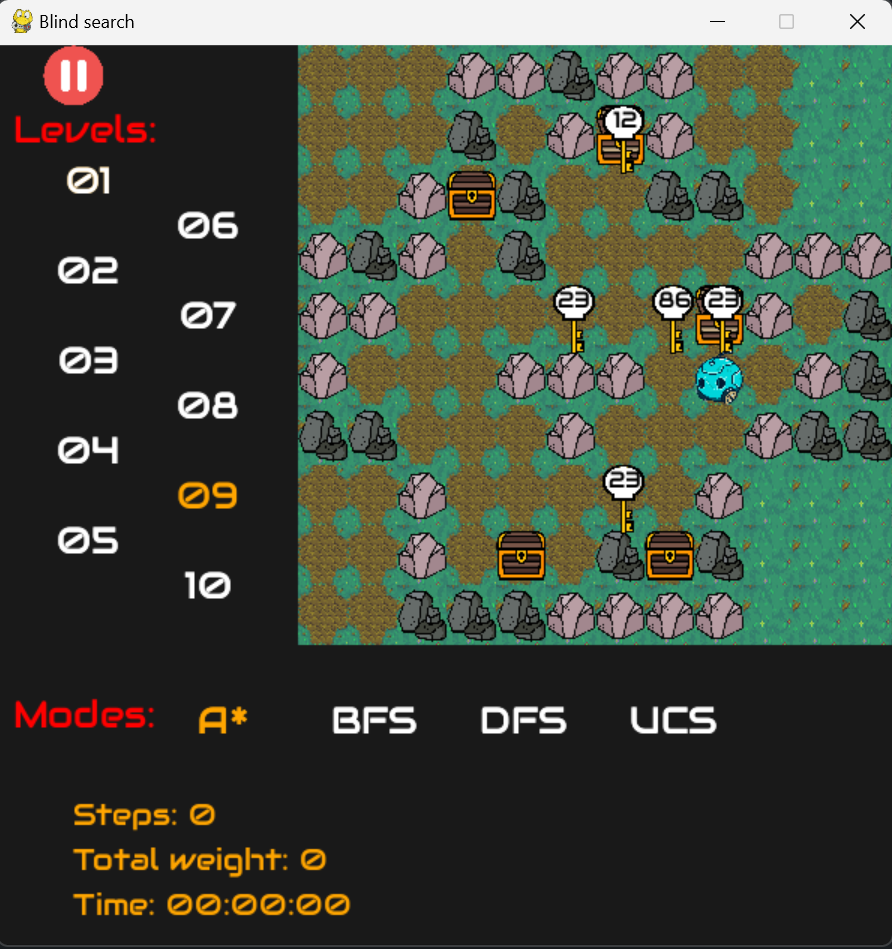 Blind search
Levels:
12
01
06
02
07
23 86 23
03
08
04
09
23
05
10
Modes: A* BFS DFS UCS
Steps: 0
Total weight: 0
Time: 00:00:00